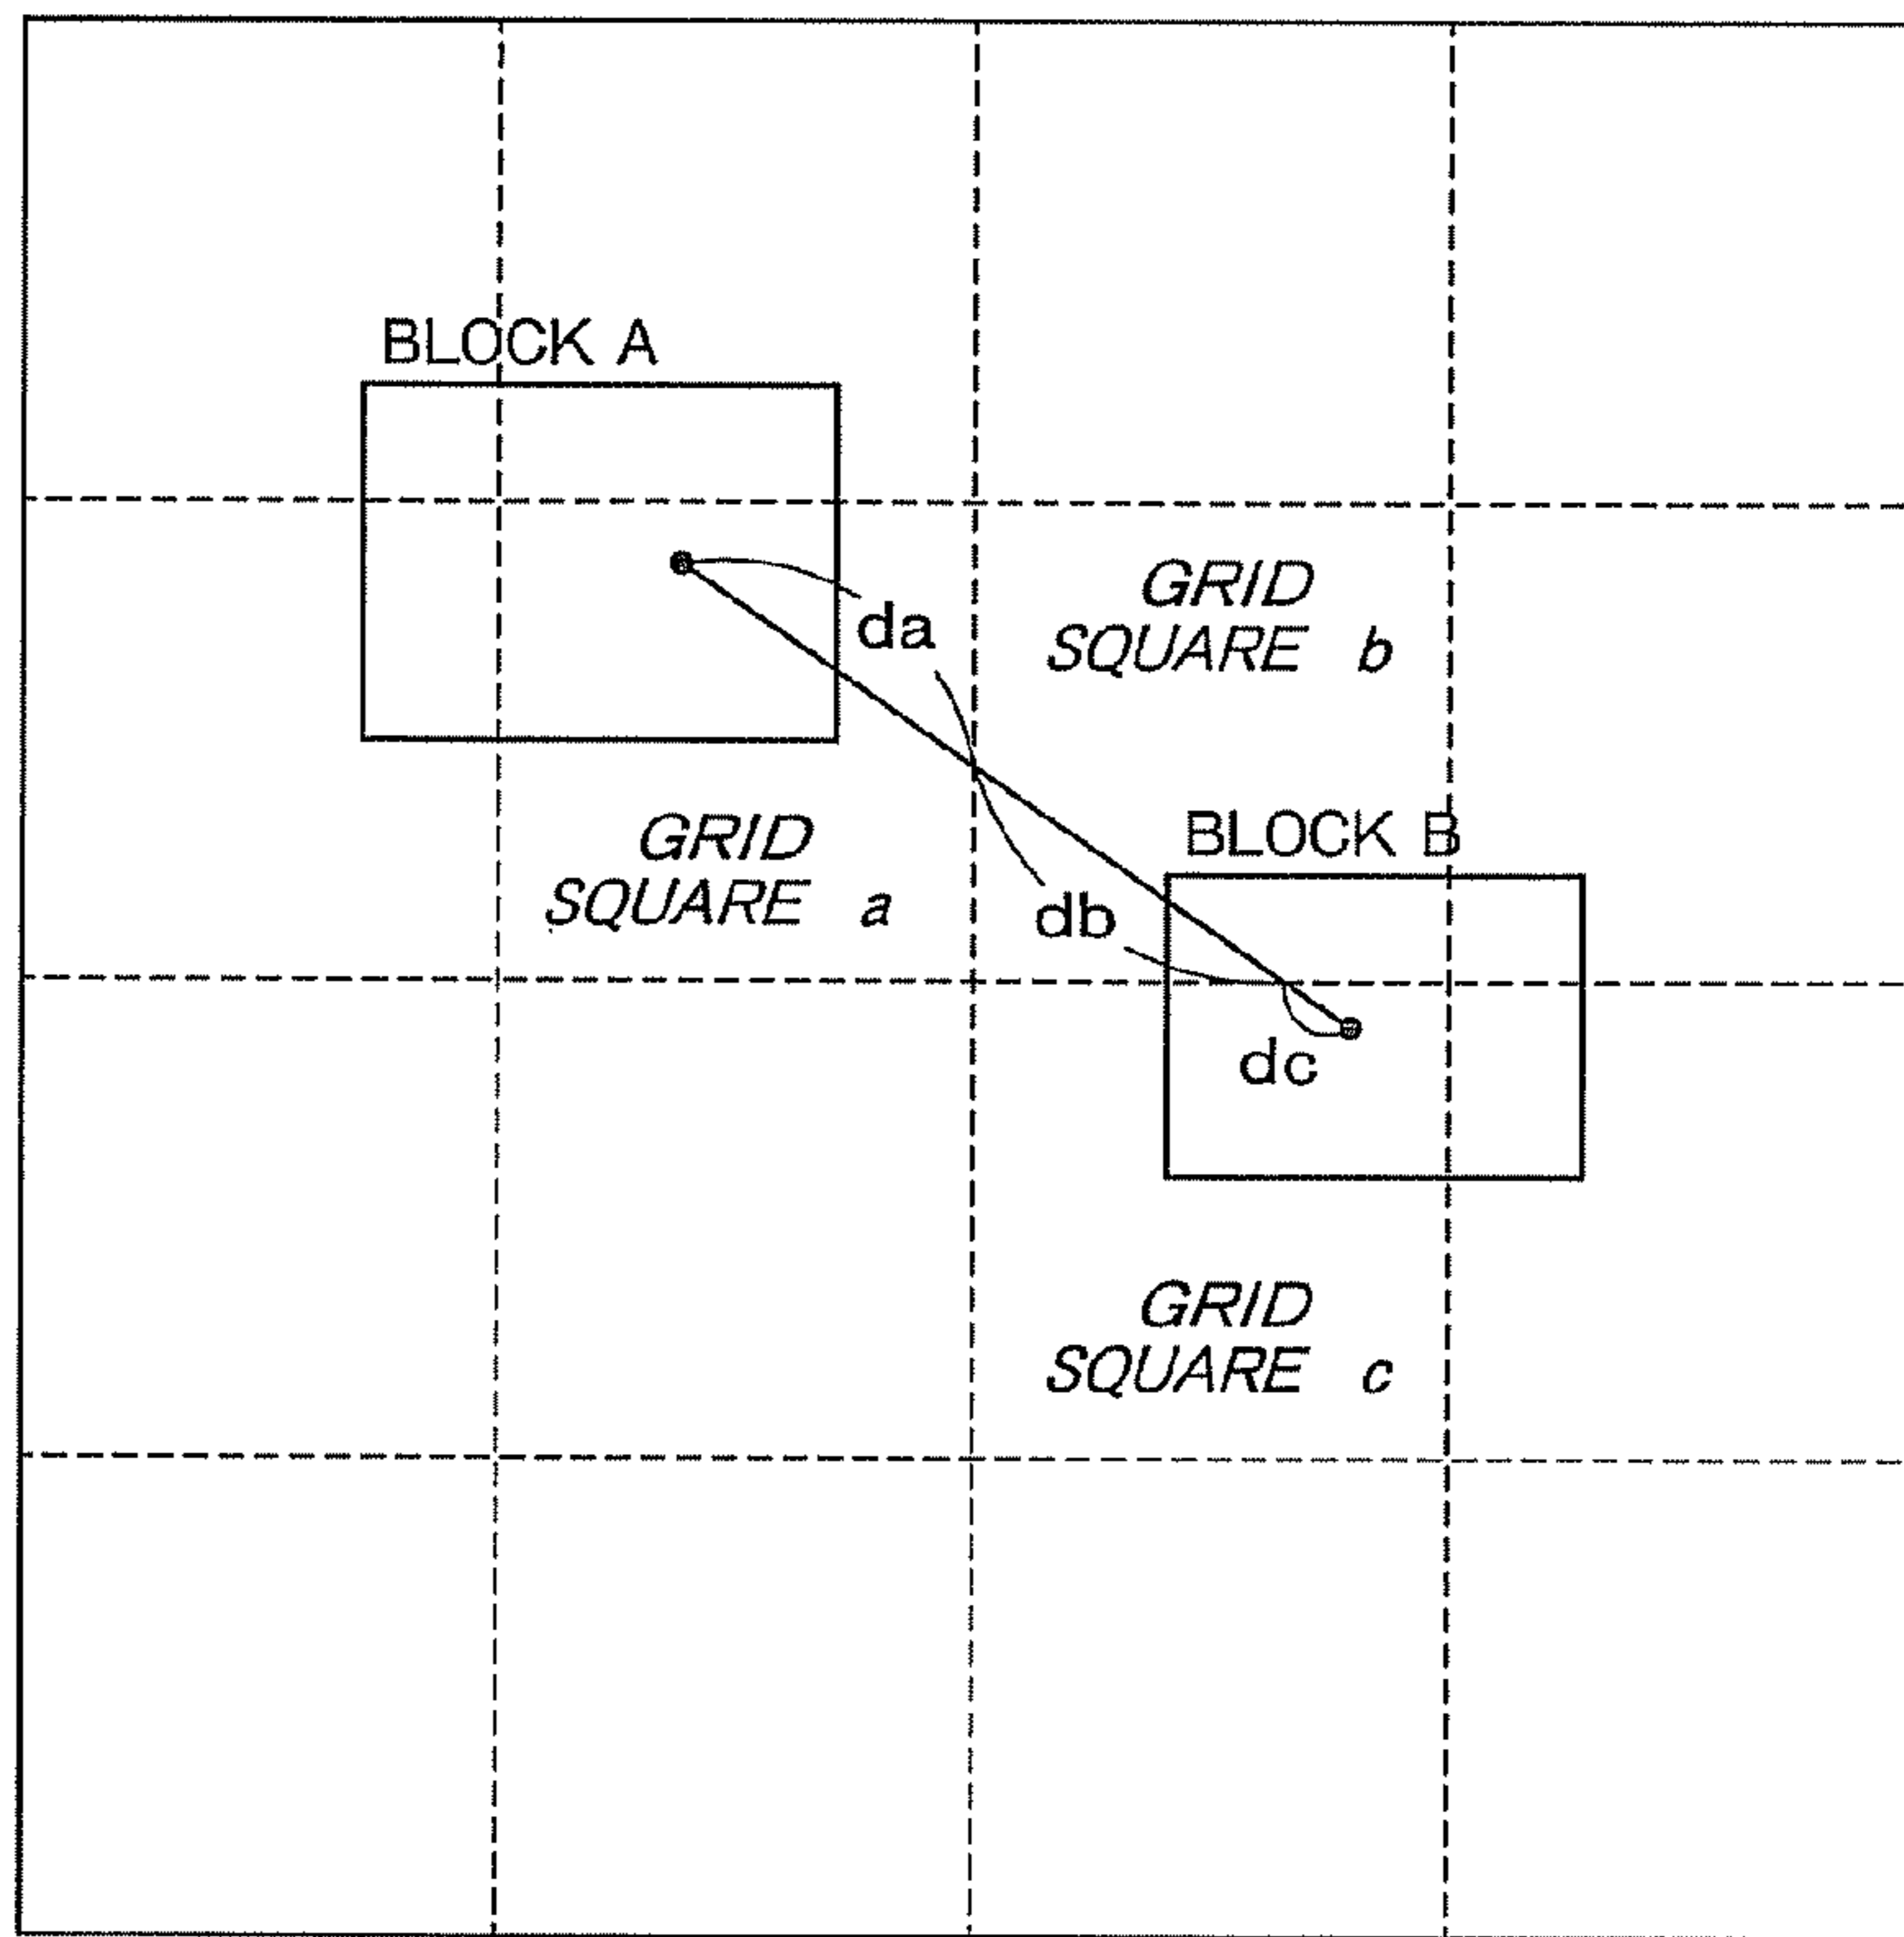 BLOCK A
GRID
SQUARE b
da
GRID
SQUARE a
BLOCK B
db
dc
GRID
SQUARE c